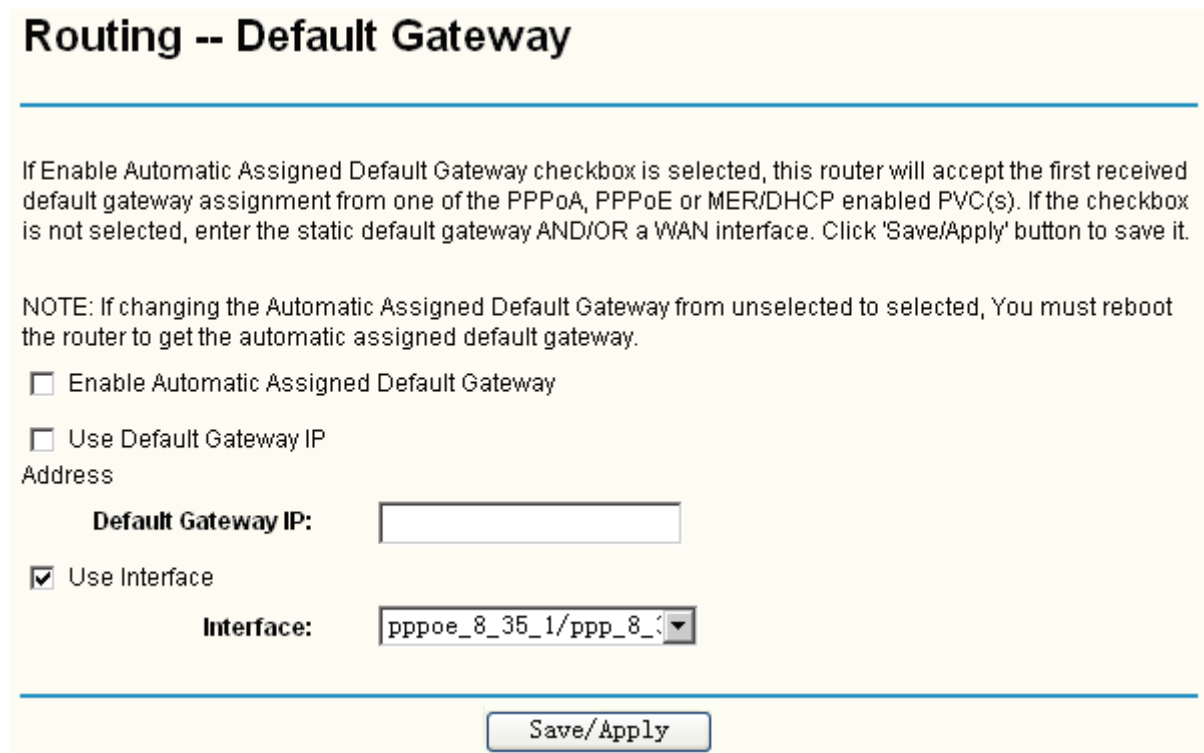 Routing -- Default Gateway
If Enable Automatic Assigned Default Gateway checkbox is selected, this router will accept the first received
default gateway assignment from one of the PPPoA, PPPoE or MER/DHCP enabled PVC(s). If the checkbox
is not selected, enter the static default gateway AND/OR a WAN interface. Click 'Save/Apply' button to save it.
NOTE: If changing the Automatic Assigned Default Gateway from unselected to selected, You must reboot
the router to get the automatic assigned default gateway.
Enable Automatic Assigned Default Gateway
Use Default Gateway IP
Address
Default Gateway IP:
Use Interface
Interface: pppoe_8_35_1/ppp_8_
Save/Apply